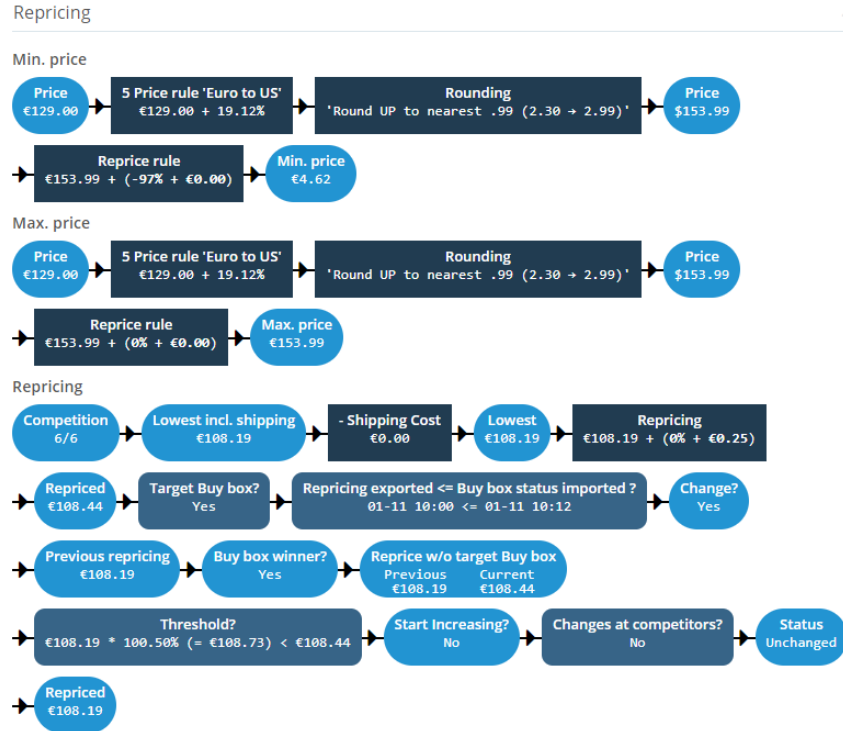 Repricing
Min. price
Price
€129.00
5 Price rule 'Euro to US'
€129.00 + 19.12%
Rounding
'Round UP to nearest .99 (2.30 → 2.99)'
Price
$153.99
Reprice rule
€153.99 + (-97% + €0.00)
Min. price
€4.62
Max. price
Price
€129.00
5 Price rule 'Euro to US'
€129.00 + 19.12%
Rounding
'Round UP to nearest .99 (2.30 → 2.99)'
Price
$153.99
Reprice rule
€153.99 + (0% + €0.00)
Max. price
€153.99
Repricing
Competition
6/6
Lowest incl. shipping
€108.19
- Shipping Cost
€0.00
Lowest
€108.19
Repricing
€108.19 + (0% + €0.25)
Repriced
€108.44
Target Buy box?
Yes
Repricing exported <= Buy box status imported ?
01-11 10:00 <= 01-11 10:12
Change?
Yes
Previous repricing
€108.19
Buy box winner?
Yes
Reprice w/o target Buy box
Previous Current
€108.19 €108.44
Threshold?
€108.19 * 100.50% (= €108.73) < €108.44
Start Increasing?
No
Changes at competitors?
No
Status
Unchanged
Repriced
€108.19